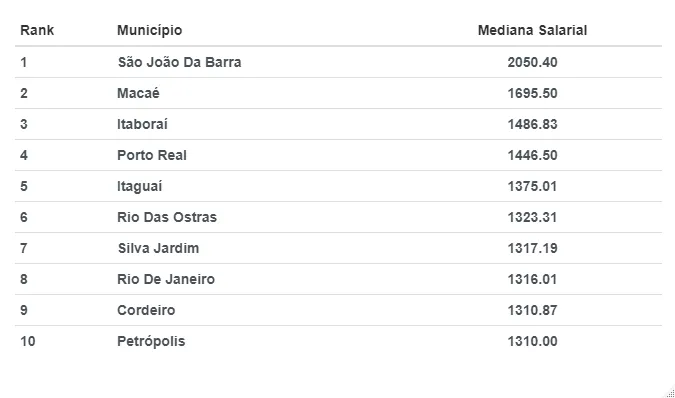 Rank Município Mediana Salarial
1 São João Da Barra 2050.40
2 Macaé 1695.50
3 Itaboraí 1486.83
4 Porto Real 1446.50
5 Itaguaí 1375.01
6 Rio Das Ostras 1323.31
7 Silva Jardim 1317.19
8 Rio De Janeiro 1316.01
9 Cordeiro 1310.87
10 Petrópolis 1310.00